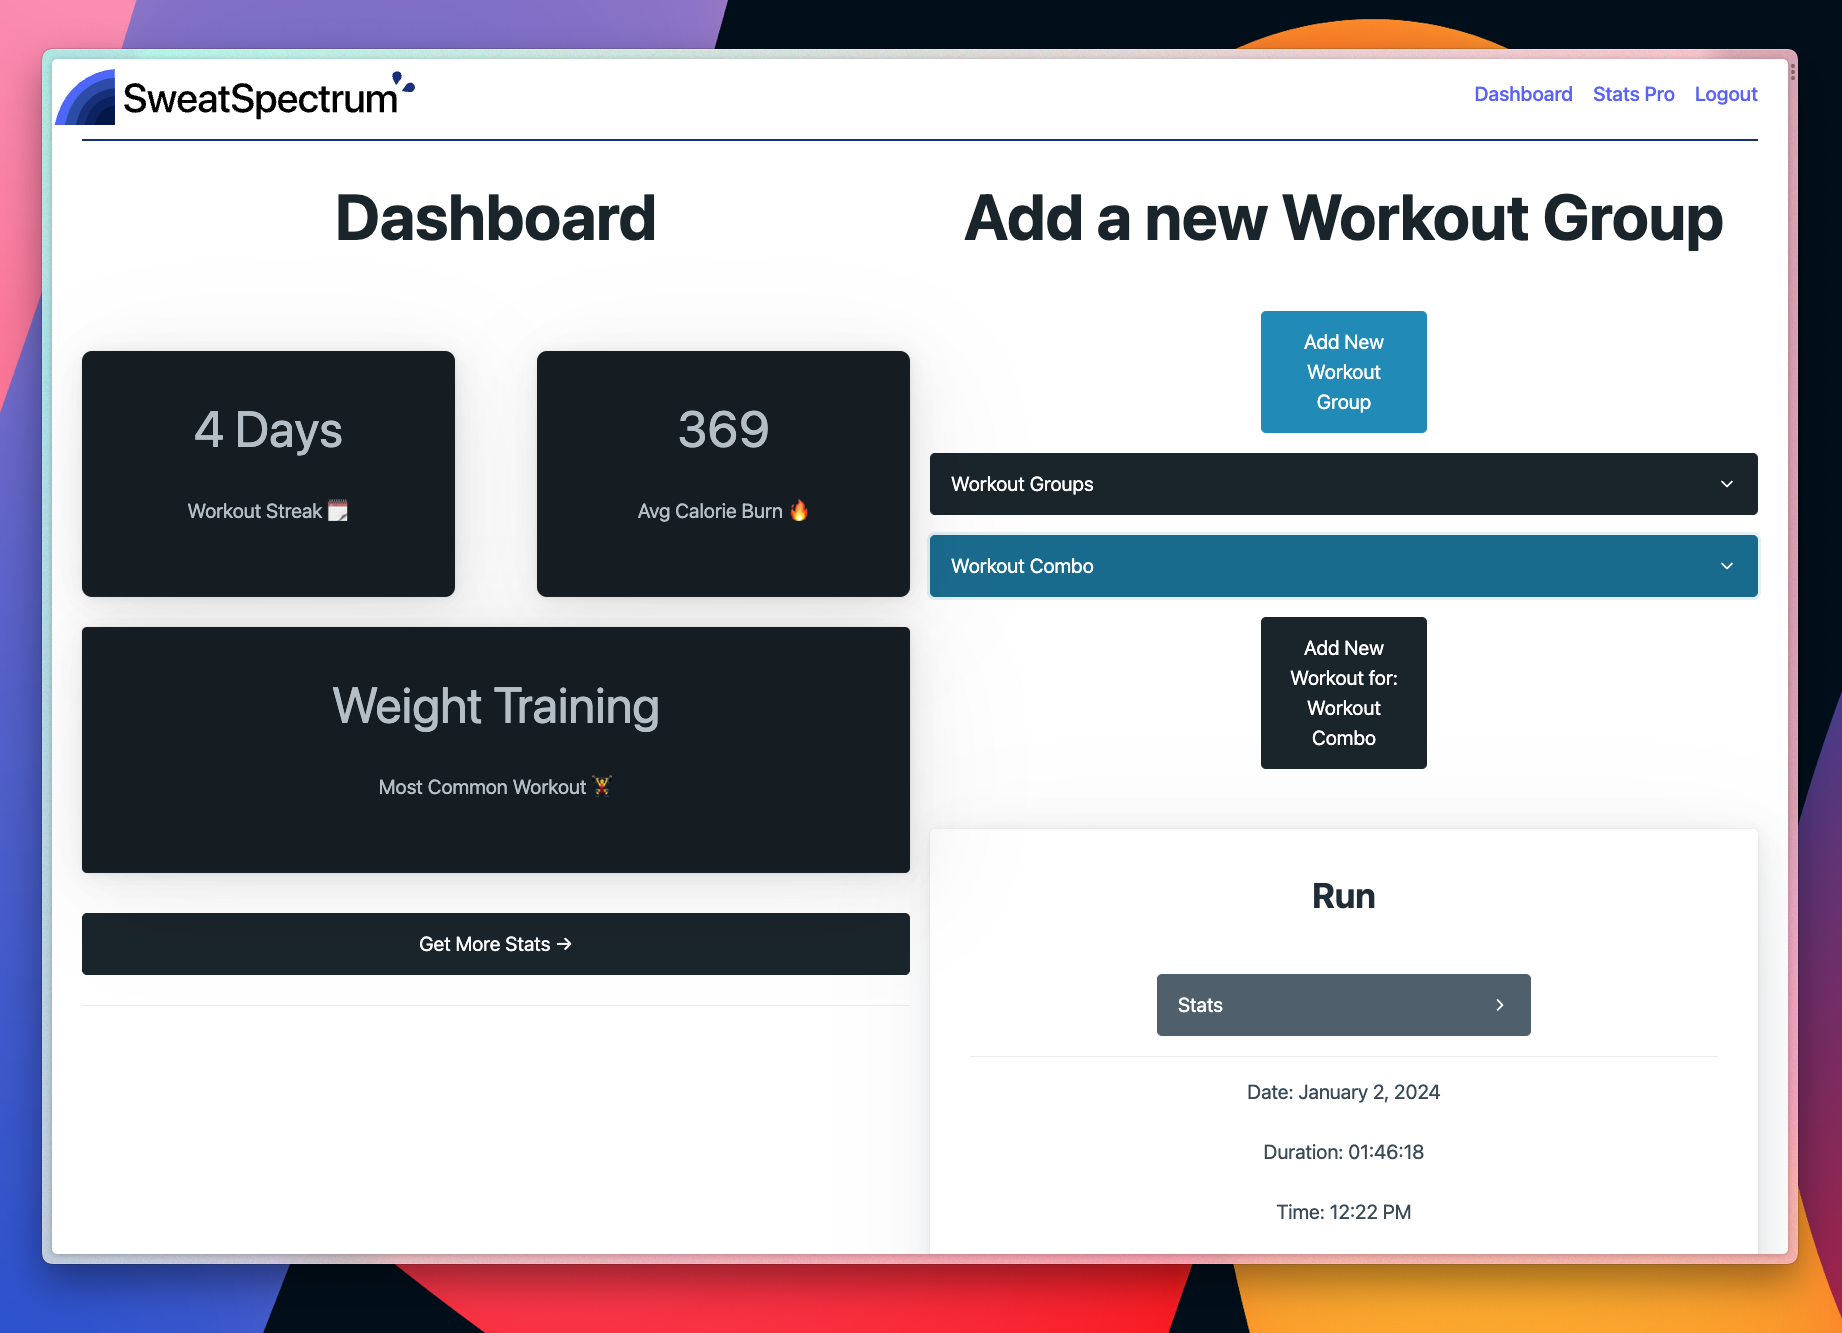 SweatSpectrum
Dashboard Stats Pro Logout
Dashboard
4 Days
Workout Streak 🗓️
369
Avg Calorie Burn 🔥
Weight Training
Most Common Workout 🏋️
Get More Stats →
Add a new Workout Group
Add New
Workout
Group
Workout Groups
Workout Combo
Add New
Workout for:
Workout
Combo
Run
Stats
Date: January 2, 2024
Duration: 01:46:18
Time: 12:22 PM